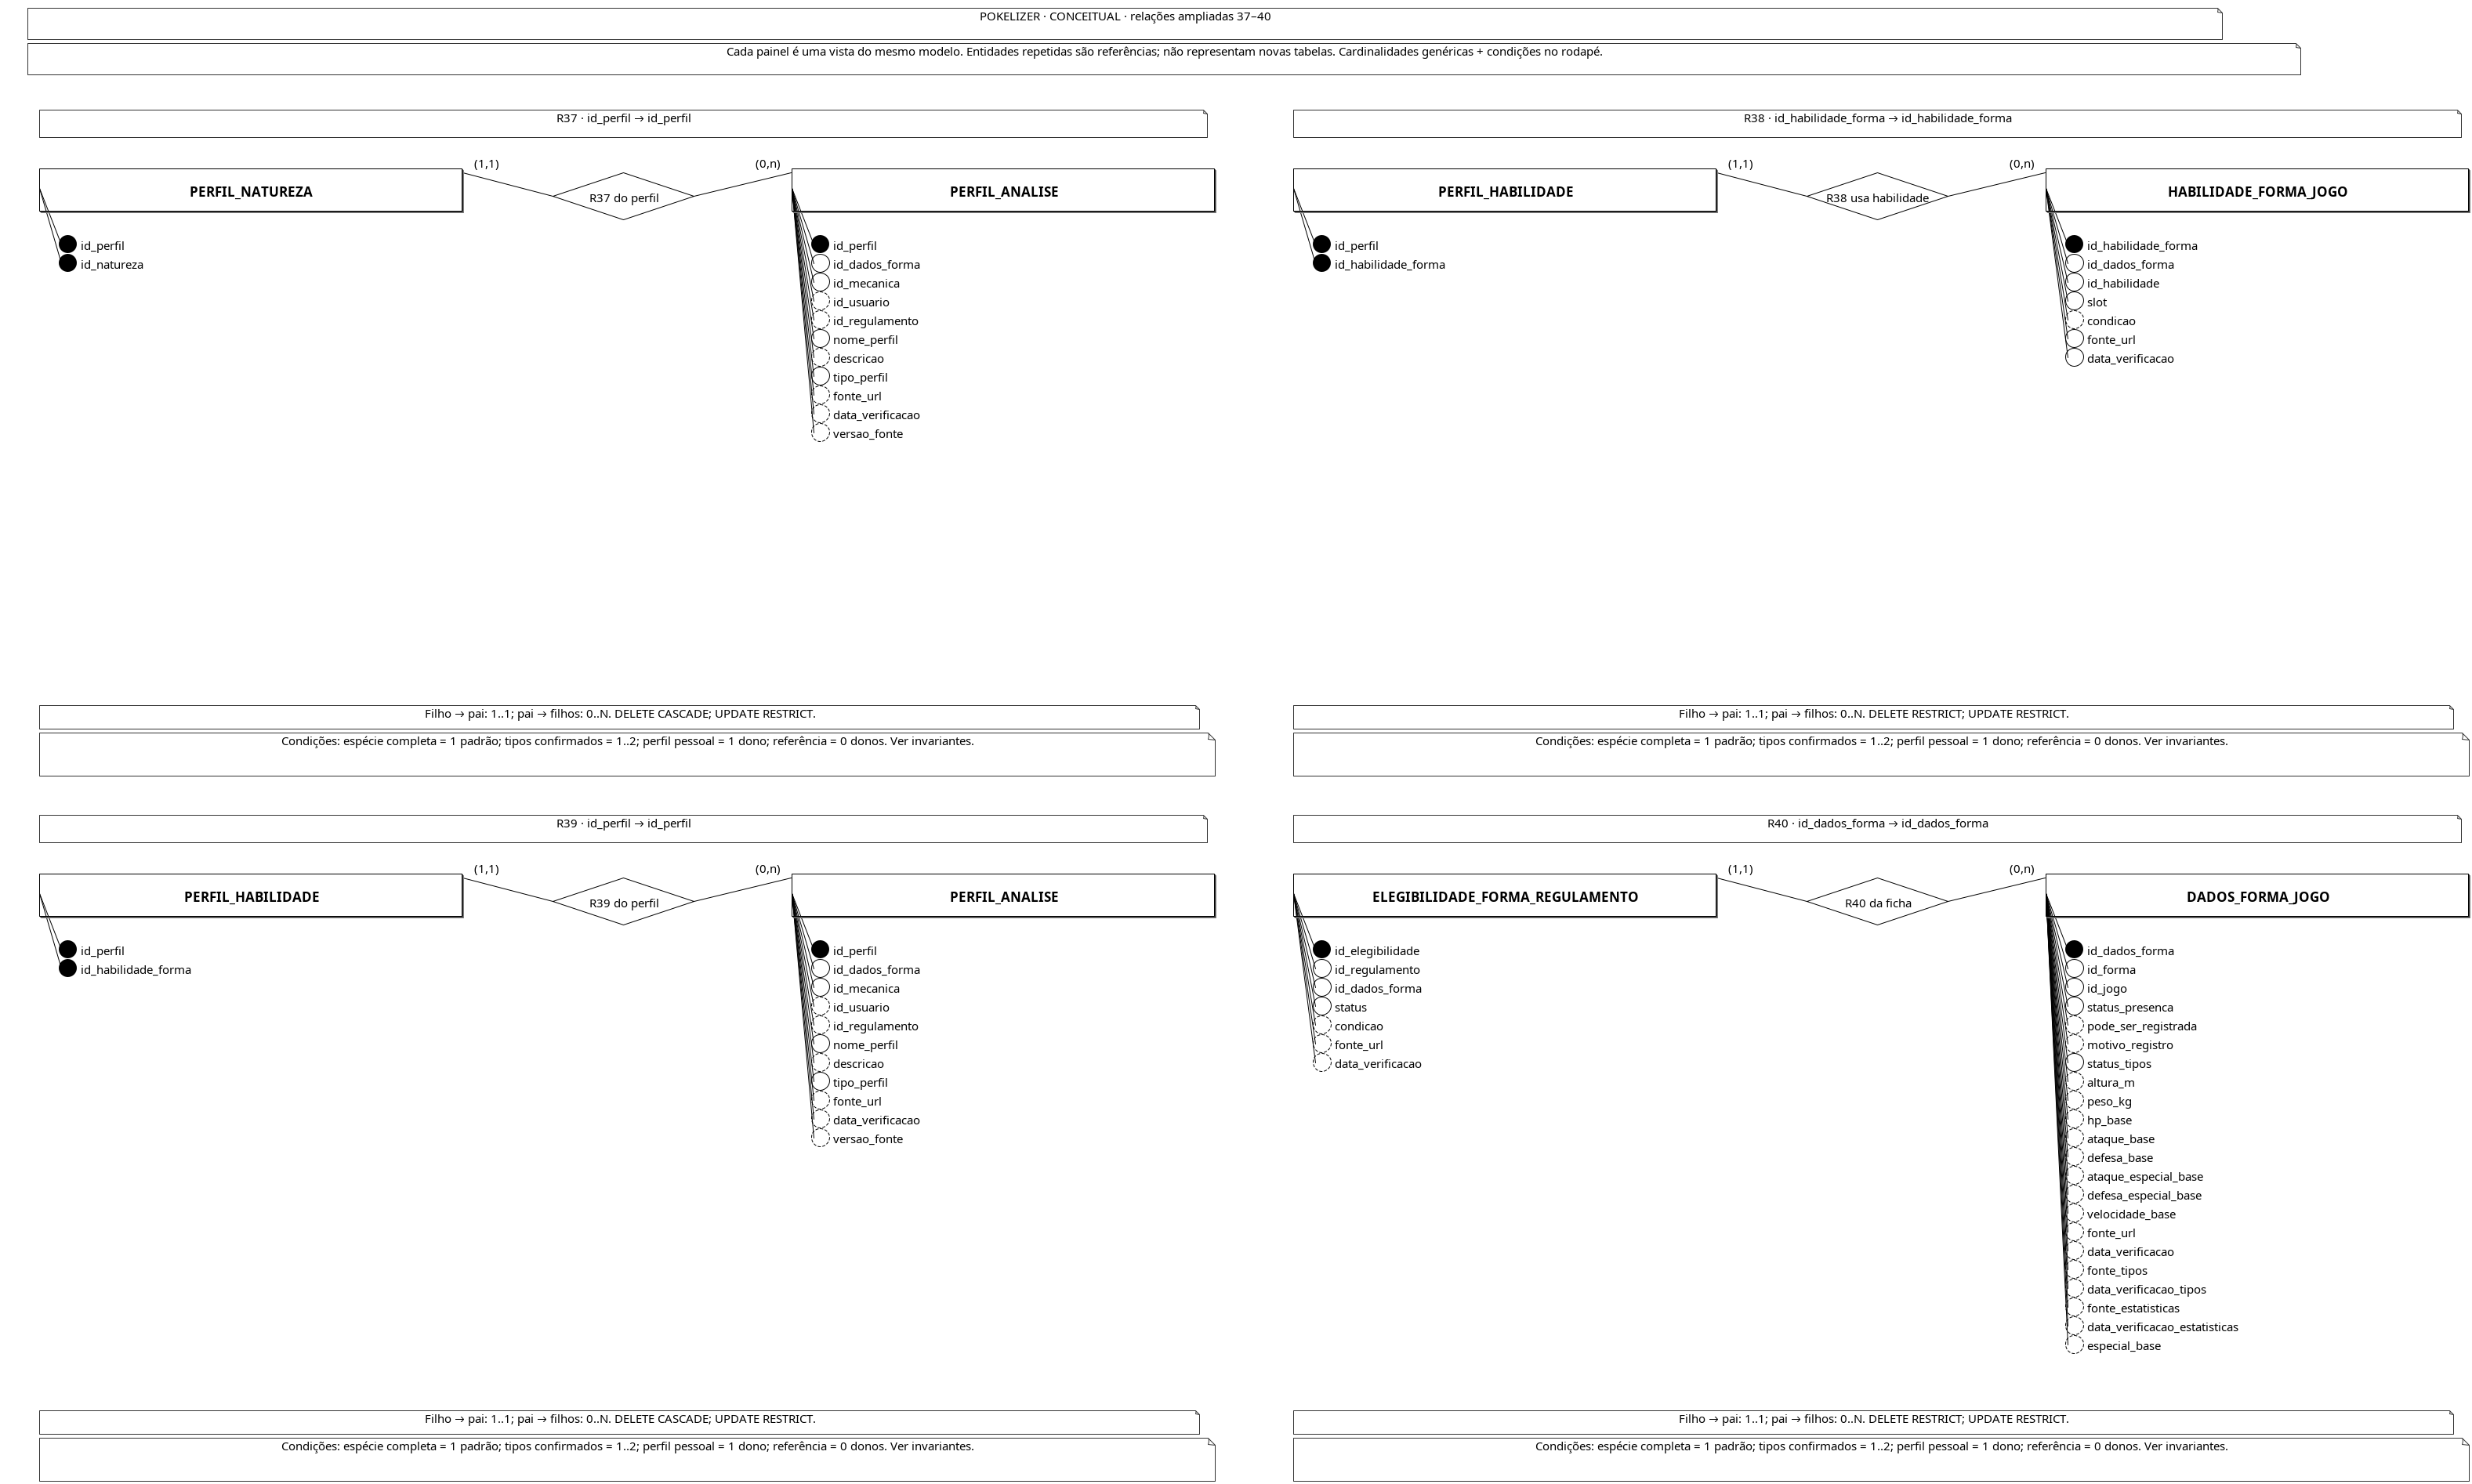 POKELIZER · CONCEITUAL · relações ampliadas 37–40
Cada painel é uma vista do mesmo modelo. Entidades repetidas são referências; não representam novas tabelas. Cardinalidades genéricas + condições no rodapé.
R37 · id_perfil → id_perfil
(1,1)
(0,n)
PERFIL_NATUREZA
R37 do perfil
PERFIL_ANALISE
id_perfil
id_natureza
id_perfil
id_dados_forma
id_mecanica
id_usuario
id_regulamento
nome_perfil
descricao
tipo_perfil
fonte_url
data_verificacao
versao_fonte
Filho → pai: 1..1; pai → filhos: 0..N. DELETE CASCADE; UPDATE RESTRICT.
Condições: espécie completa = 1 padrão; tipos confirmados = 1..2; perfil pessoal = 1 dono; referência = 0 donos. Ver invariantes.
R38 · id_habilidade_forma → id_habilidade_forma
(1,1)
(0,n)
PERFIL_HABILIDADE
R38 usa habilidade
HABILIDADE_FORMA_JOGO
id_perfil
id_habilidade_forma
id_habilidade_forma
id_dados_forma
id_habilidade
slot
condicao
fonte_url
data_verificacao
Filho → pai: 1..1; pai → filhos: 0..N. DELETE RESTRICT; UPDATE RESTRICT.
Condições: espécie completa = 1 padrão; tipos confirmados = 1..2; perfil pessoal = 1 dono; referência = 0 donos. Ver invariantes.
R39 · id_perfil → id_perfil
(1,1)
(0,n)
PERFIL_HABILIDADE
R39 do perfil
PERFIL_ANALISE
id_perfil
id_habilidade_forma
id_perfil
id_dados_forma
id_mecanica
id_usuario
id_regulamento
nome_perfil
descricao
tipo_perfil
fonte_url
data_verificacao
versao_fonte
Filho → pai: 1..1; pai → filhos: 0..N. DELETE CASCADE; UPDATE RESTRICT.
Condições: espécie completa = 1 padrão; tipos confirmados = 1..2; perfil pessoal = 1 dono; referência = 0 donos. Ver invariantes.
R40 · id_dados_forma → id_dados_forma
(1,1)
(0,n)
ELEGIBILIDADE_FORMA_REGULAMENTO
R40 da ficha
DADOS_FORMA_JOGO
id_elegibilidade
id_regulamento
id_dados_forma
status
condicao
fonte_url
data_verificacao
id_dados_forma
id_forma
id_jogo
status_presenca
pode_ser_registrada
motivo_registro
status_tipos
altura_m
peso_kg
hp_base
ataque_base
defesa_base
ataque_especial_base
defesa_especial_base
velocidade_base
fonte_url
data_verificacao
fonte_tipos
data_verificacao_tipos
fonte_estatisticas
data_verificacao_estatisticas
especial_base
Filho → pai: 1..1; pai → filhos: 0..N. DELETE RESTRICT; UPDATE RESTRICT.
Condições: espécie completa = 1 padrão; tipos confirmados = 1..2; perfil pessoal = 1 dono; referência = 0 donos. Ver invariantes.